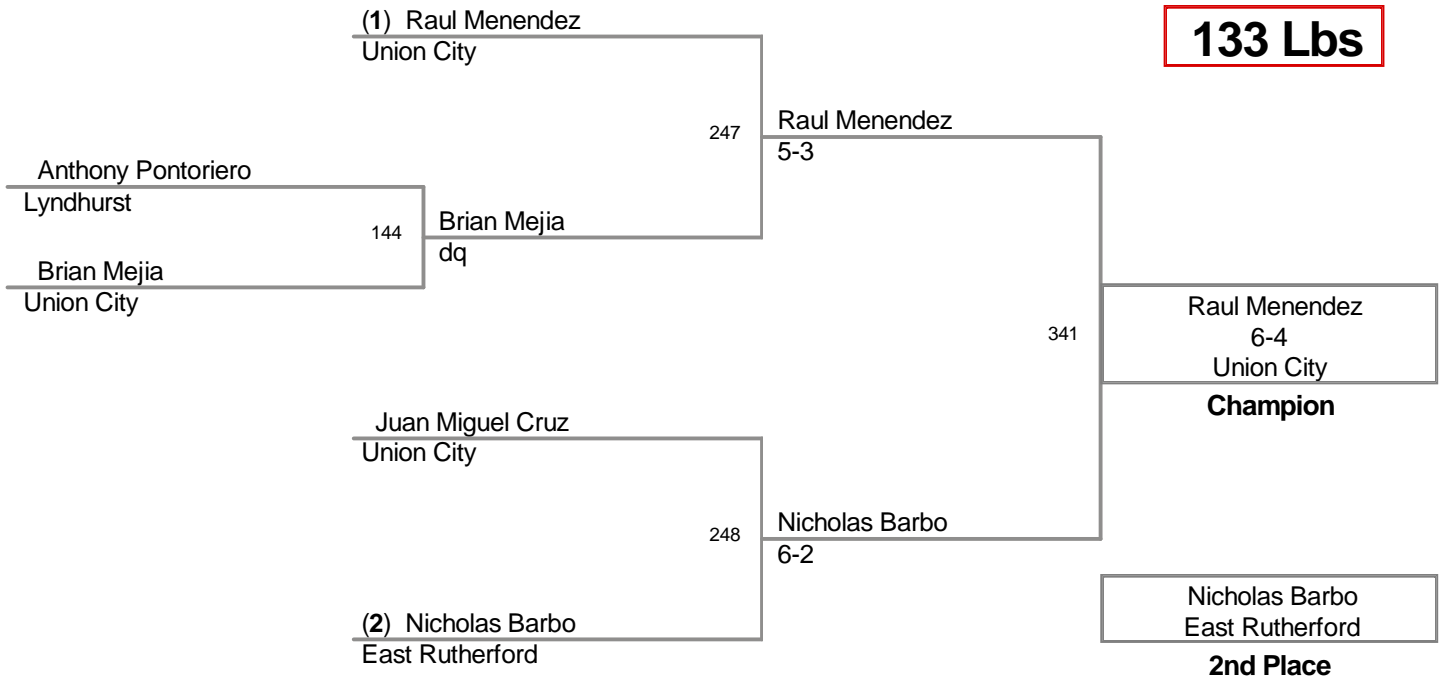 (1) Raul Menendez
Union City
133 Lbs
247
Raul Menendez
5-3
Anthony Pontoriero
Lyndhurst
144
Brian Mejia
dq
Brian Mejia
Union City
341
Raul Menendez
6-4
Union City
Champion
Juan Miguel Cruz
Union City
248
Nicholas Barbo
6-2
(2) Nicholas Barbo
East Rutherford
Nicholas Barbo
East Rutherford
2nd Place